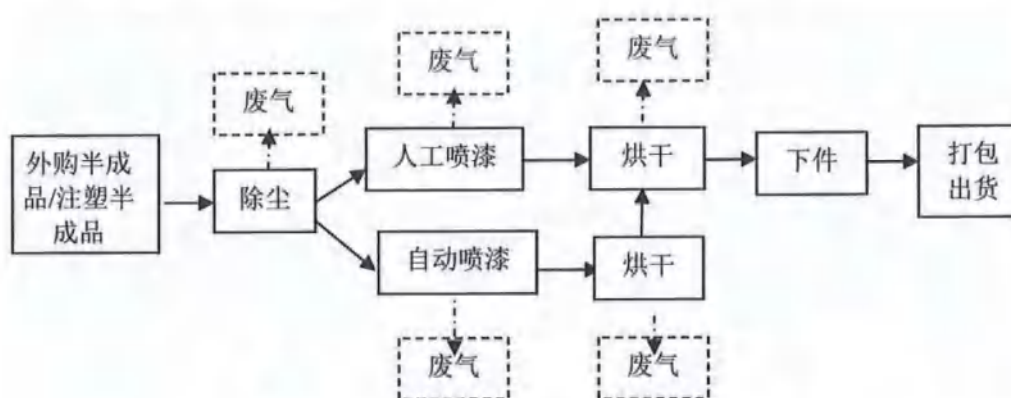 废气
废气
废气
外购半成
品/注塑半
成品
除尘
人工喷漆
烘干
下件
打包
出货
自动喷漆
烘干
废气
废气